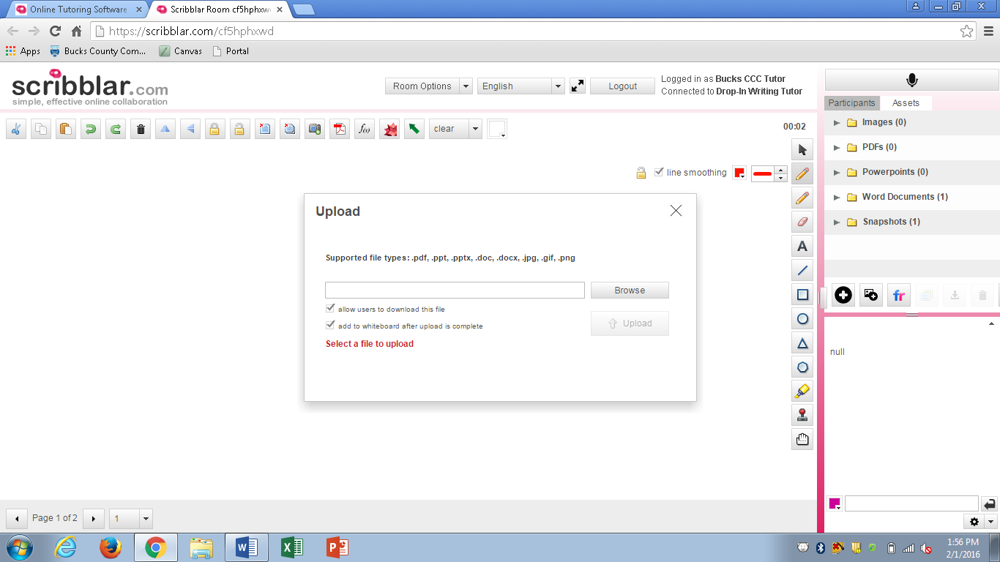 Online Tutoring Software
Scribblar Room cf5hphxw
https://scribblar.com/cf5hphxwd
Apps
Bucks County Com...
Canvas
Portal
scribblar.com
simple, effective online collaboration
Room Options
English
Logout
Logged in as Bucks CCC Tutor
Connected to Drop-In Writing Tutor
Participants
Assets
f(x)
clear
00:02
Images (0)
PDFs (0)
Powerpoints (0)
Word Documents (1)
Snapshots (1)
line smoothing
A
Upload
Supported file types: .pdf, .ppt, .pptx, .doc, .docx, .jpg, .gif, .png
Browse
allow users to download this file
Upload
add to whiteboard after upload is complete
Select a file to upload
fr
null
Page 1 of 2
1
1:56 PM
2/1/2016